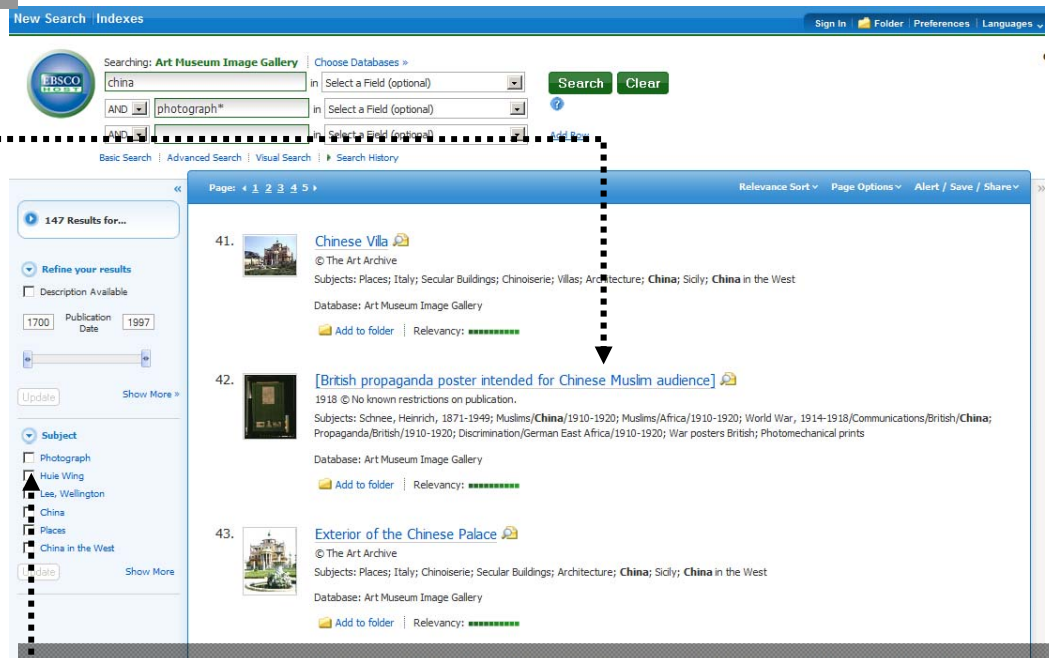 New Search Indexes
Sign In Folder Preferences Languages
Searching: Art Museum Image Gallery Choose Databases »
EBSCO
HOST
china in Select a Field (optional) Search Clear
AND photograph* in Select a Field (optional)
AND in Select a Field (optional) Add Row
Basic Search Advanced Search Visual Search Search History
Page: 1 2 3 4 5 Relevance Sort Page Options Alert / Save / Share
147 Results for...
Refine your results
Description Available
1700 Publication Date 1997
Update Show More »
Subject
Photograph
Huie Wing
Lee, Wellington
China
Places
China in the West
Update Show More
41. Chinese Villa
© The Art Archive
Subjects: Places; Italy; Secular Buildings; Chinoiserie; Villas; Architecture; China; Sicily; China in the West
Database: Art Museum Image Gallery
Add to folder Relevancy:
42. [British propaganda poster intended for Chinese Muslim audience]
1918 © No known restrictions on publication.
Subjects: Schnee, Heinrich, 1871-1949; Muslims/China/1910-1920; Muslims/Africa/1910-1920; World War, 1914-1918/Communications/British/China;
Propaganda/British/1910-1920; Discrimination/German East Africa/1910-1920; War posters British; Photomechanical prints
Database: Art Museum Image Gallery
Add to folder Relevancy:
43. Exterior of the Chinese Palace
© The Art Archive
Subjects: Places; Italy; Chinoiserie; Secular Buildings; Architecture; China; Sicily; China in the West
Database: Art Museum Image Gallery
Add to folder Relevancy: